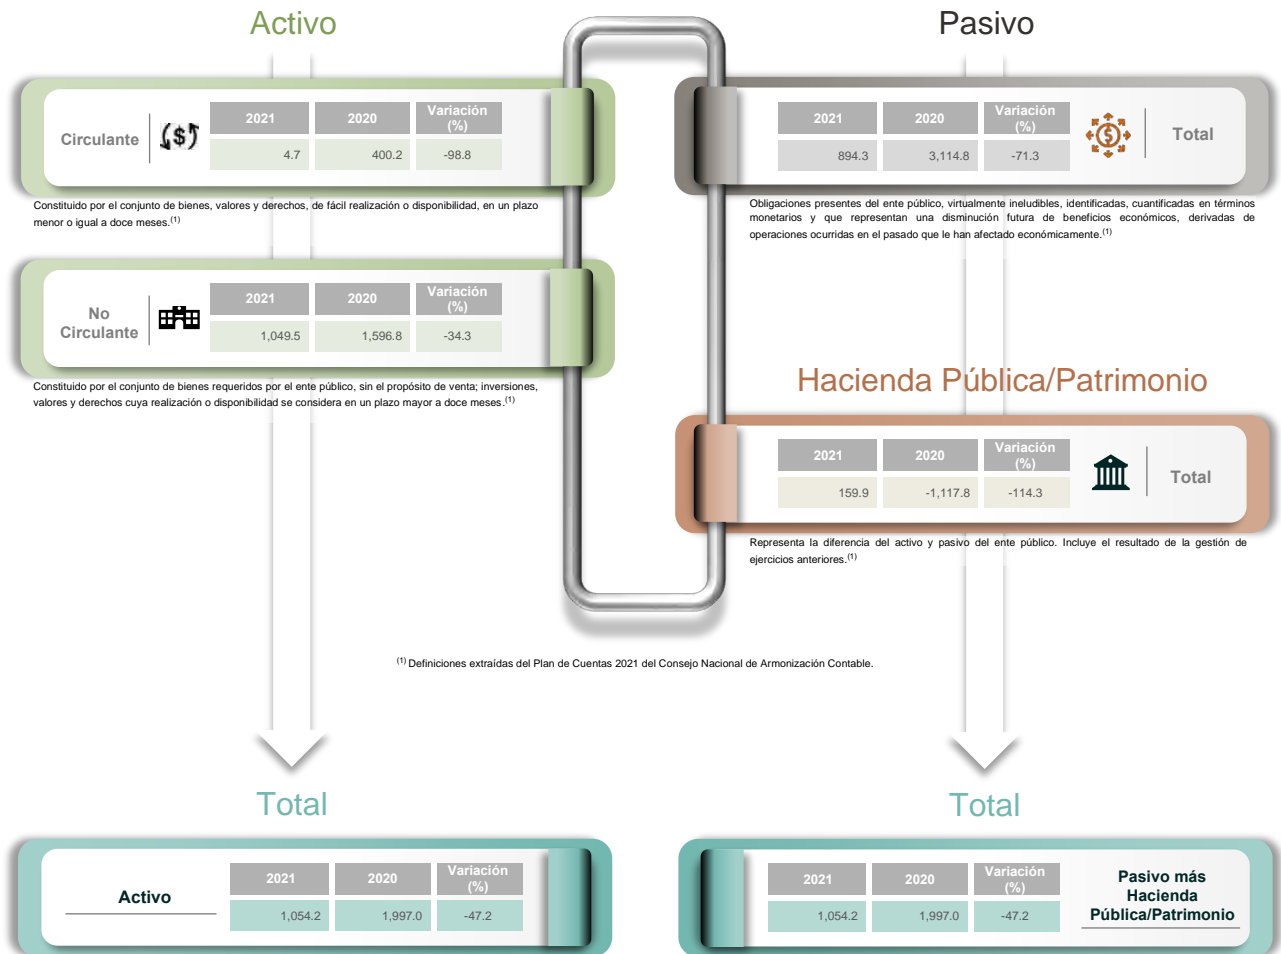 Activo
Circulante
2021 2020 Variación
(%)
4.7 400.2 -98.8
Constituido por el conjunto de bienes, valores y derechos, de fácil realización o disponibilidad, en un plazo
menor o igual a doce meses.(1)
No
Circulante
2021 2020 Variación
(%)
1,049.5 1,596.8 -34.3
Constituido por el conjunto de bienes requeridos por el ente público, sin el propósito de venta; inversiones,
valores y derechos cuya realización o disponibilidad se considera en un plazo mayor a doce meses.(1)
Pasivo
2021 2020 Variación
(%)
894.3 3,114.8 -71.3
Total
Obligaciones presentes del ente público, virtualmente ineludibles, identificadas, cuantificadas en términos
monetarios y que representan una disminución futura de beneficios económicos, derivadas de
operaciones ocurridas en el pasado que le han afectado económicamente.(1)
Hacienda Pública/Patrimonio
2021 2020 Variación
(%)
159.9 -1,117.8 -114.3
Total
Representa la diferencia del activo y pasivo del ente público. Incluye el resultado de la gestión de
ejercicios anteriores.(1)
(1) Definiciones extraídas del Plan de Cuentas 2021 del Consejo Nacional de Armonización Contable.
Total
Activo
2021 2020 Variación
(%)
1,054.2 1,997.0 -47.2
Total
2021 2020 Variación
(%)
1,054.2 1,997.0 -47.2
Pasivo más
Hacienda
Pública/Patrimonio